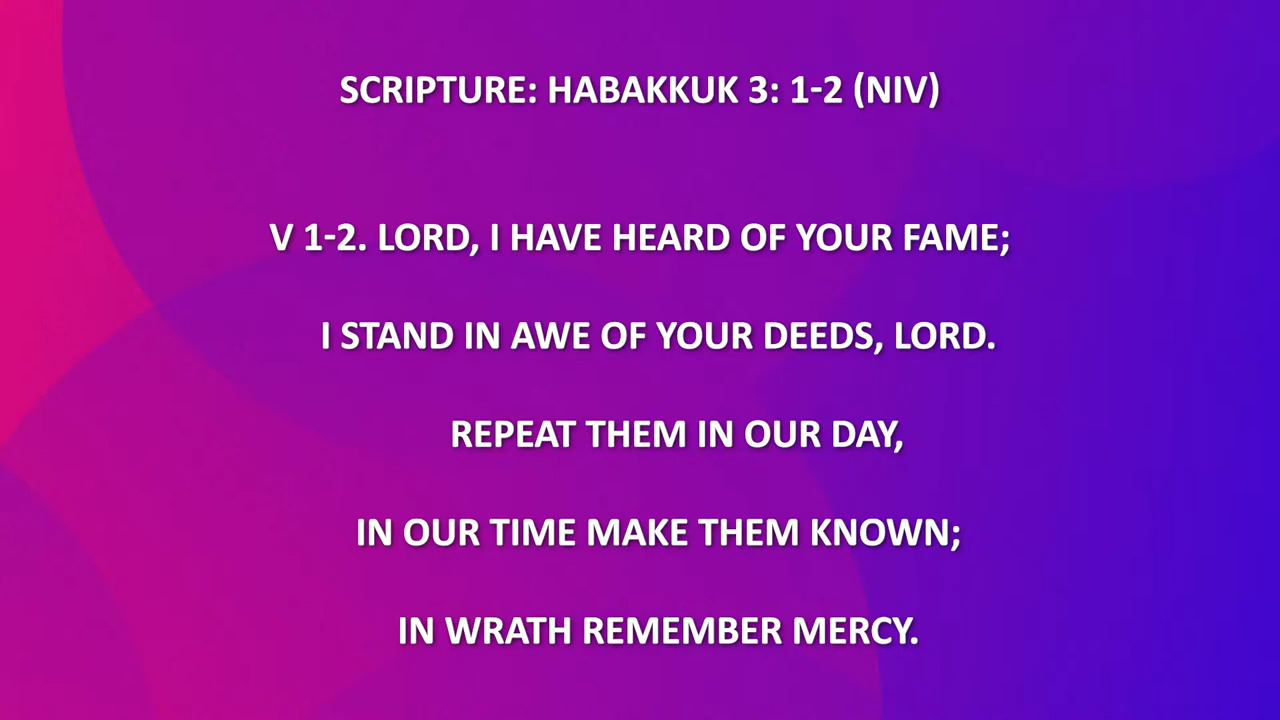 SCRIPTURE: HABAKKUK 3: 1-2 (NIV)
V 1-2. LORD, I HAVE HEARD OF YOUR FAME;
I STAND IN AWE OF YOUR DEEDS, LORD.
REPEAT THEM IN OUR DAY,
IN OUR TIME MAKE THEM KNOWN;
IN WRATH REMEMBER MERCY.